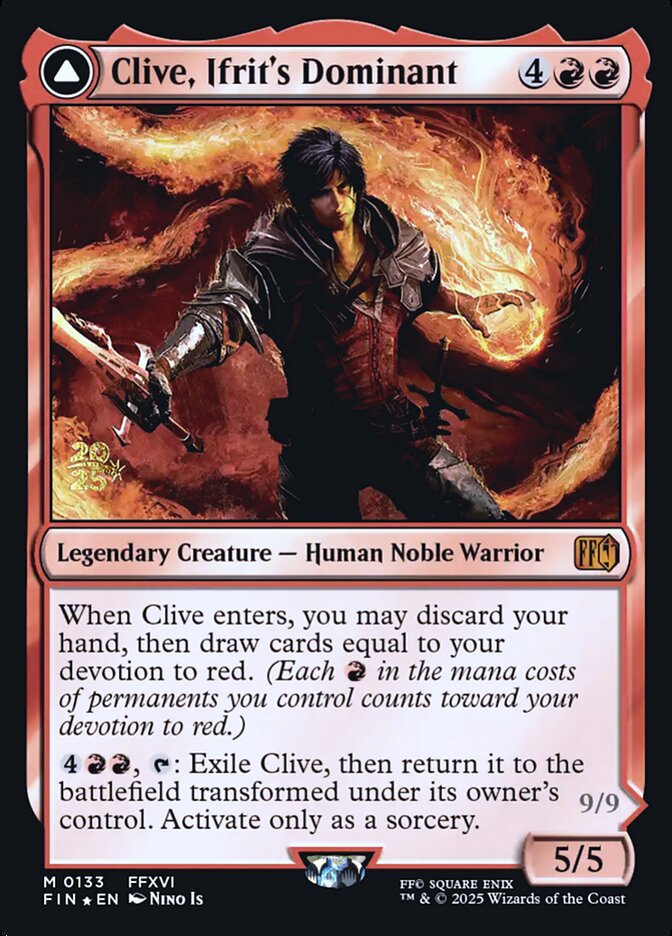 Clive, Ifrit's Dominant 4
2025
Legendary Creature — Human Noble Warrior FF
When Clive enters, you may discard your
hand, then draw cards equal to your
devotion to red. (Each in the mana costs
of permanents you control counts toward your
devotion to red.)
4, : Exile Clive, then return it to the
battlefield transformed under its owner's
control. Activate only as a sorcery. 9/9
5/5
M 0133 FFXVI
FIN ★ EN Nino Is
FF© SQUARE ENIX
™ & © 2025 Wizards of the Coast